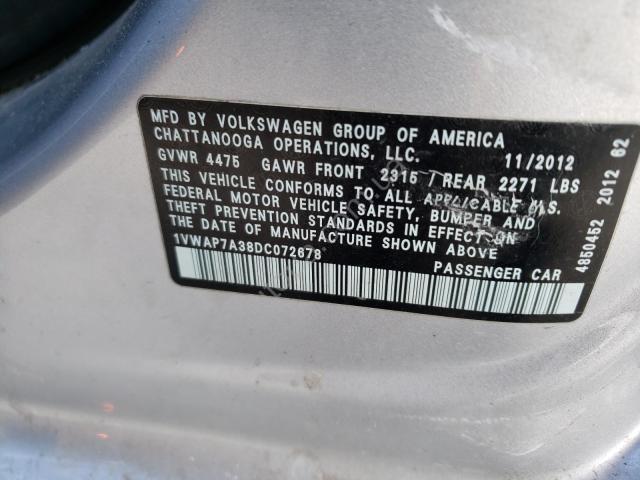 MFD BY VOLKSWAGEN GROUP OF AMERICA
CHATTANOOGA OPERATIONS, LLC. 11/2012
GVWR 4475 GAWR FRONT 2315 / REAR 2271 LBS
THIS VEHICLE CONFORMS TO ALL APPLICABLE U.S.
FEDERAL MOTOR VEHICLE SAFETY, BUMPER AND
THEFT PREVENTION STANDARDS IN EFFECT ON
THE DATE OF MANUFACTURE SHOWN ABOVE
1VWAP7A38DC072678 PASSENGER CAR
4850452 2012 62